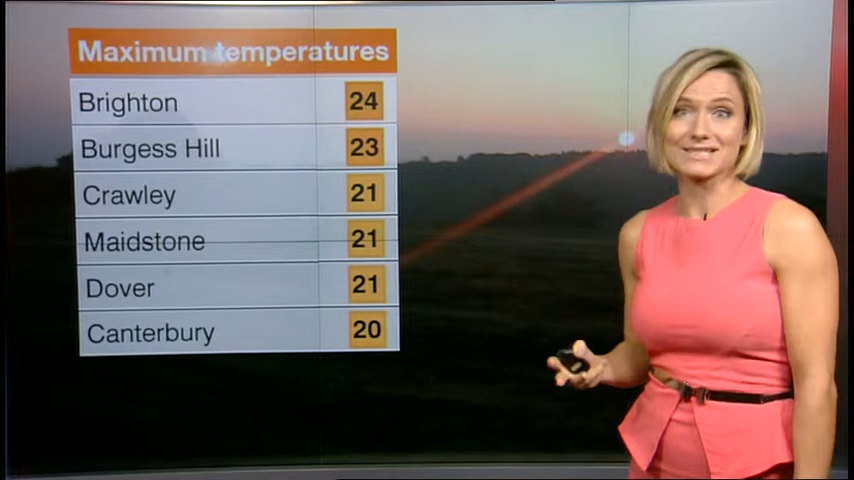 Maximum temperatures
Brighton 24
Burgess Hill 23
Crawley 21
Maidstone 21
Dover 21
Canterbury 20